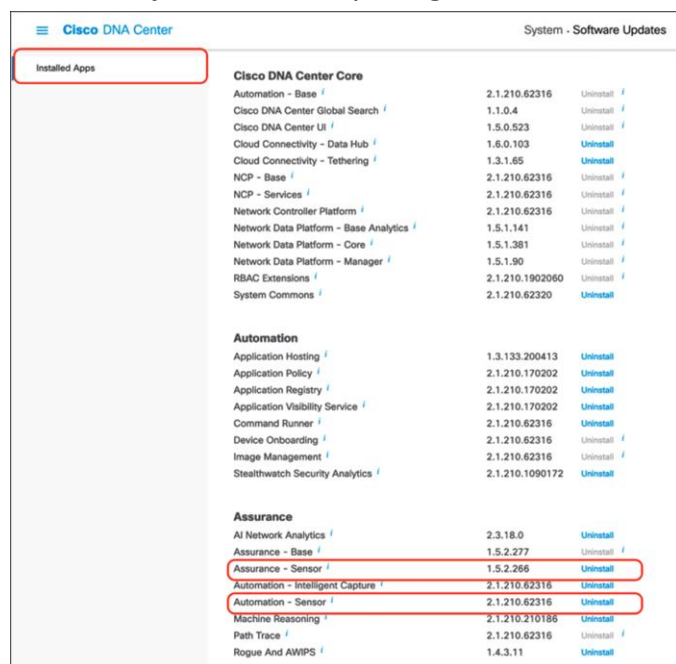 Cisco DNA Center
System · Software Updates
Installed Apps
Cisco DNA Center Core
Automation - Base i 2.1.210.62316 Uninstall i
Cisco DNA Center Global Search i 1.1.0.4 Uninstall i
Cisco DNA Center UI i 1.5.0.523 Uninstall i
Cloud Connectivity - Data Hub i 1.6.0.103 Uninstall
Cloud Connectivity - Tethering i 1.3.1.65 Uninstall
NCP - Base i 2.1.210.62316 Uninstall i
NCP - Services i 2.1.210.62316 Uninstall i
Network Controller Platform i 2.1.210.62316 Uninstall i
Network Data Platform - Base Analytics i 1.5.1.141 Uninstall i
Network Data Platform - Core i 1.5.1.381 Uninstall i
Network Data Platform - Manager i 1.5.1.90 Uninstall i
RBAC Extensions i 2.1.210.1902060 Uninstall i
System Commons i 2.1.210.62320 Uninstall
Automation
Application Hosting i 1.3.133.200413 Uninstall
Application Policy i 2.1.210.170202 Uninstall
Application Registry i 2.1.210.170202 Uninstall
Application Visibility Service i 2.1.210.170202 Uninstall
Command Runner i 2.1.210.62316 Uninstall
Device Onboarding i 2.1.210.62316 Uninstall i
Image Management i 2.1.210.62316 Uninstall i
Stealthwatch Security Analytics i 2.1.210.1090172 Uninstall
Assurance
AI Network Analytics i 2.3.18.0 Uninstall
Assurance - Base i 1.5.2.277 Uninstall i
Assurance - Sensor i 1.5.2.266 Uninstall
Automation - Intelligent Capture i 2.1.210.62316 Uninstall
Automation - Sensor i 2.1.210.62316 Uninstall
Machine Reasoning i 2.1.210.210186 Uninstall
Path Trace i 2.1.210.62316 Uninstall i
Rogue And AWIPS i 1.4.3.11 Uninstall